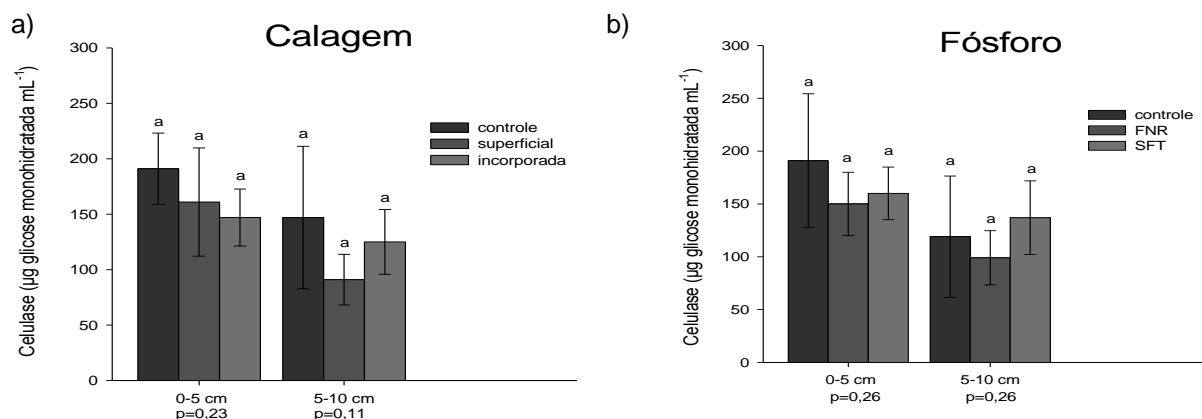 a)
Calagem
Celulase (µg glicose monohidratada mL-1)
300
250
200
150
100
50
0
a
a
a
a
a
a
controle
superficial
incorporada
0-5 cm
p=0,23
5-10 cm
p=0,11
b)
Fósforo
Celulase (µg glicose monohidratada mL-1)
300
250
200
150
100
50
0
a
a
a
a
a
a
controle
FNR
SFT
0-5 cm
p=0,26
5-10 cm
p=0,26